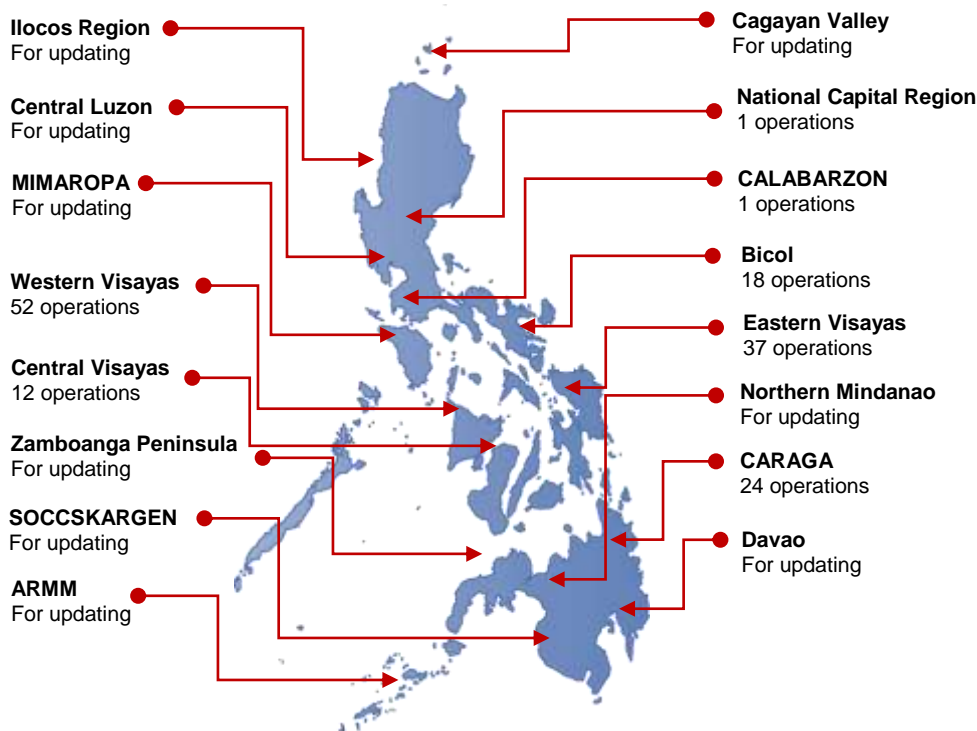 Ilocos Region
For updating
Central Luzon
For updating
MIMAROPA
For updating
Western Visayas
52 operations
Central Visayas
12 operations
Zamboanga Peninsula
For updating
SOCCSKARGEN
For updating
ARMM
For updating
Cagayan Valley
For updating
National Capital Region
1 operations
CALABARZON
1 operations
Bicol
18 operations
Eastern Visayas
37 operations
Northern Mindanao
For updating
CARAGA
24 operations
Davao
For updating